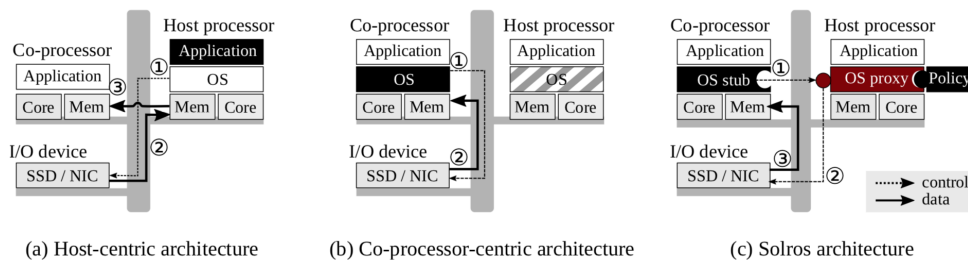 Host processor
Co-processor
Application
①
Application
③
OS
Core
Mem
Mem
Core
I/O device
②
SSD / NIC
(a) Host-centric architecture
Co-processor
Host processor
Application
①
Application
OS
OS
Core
Mem
Mem
Core
I/O device
②
SSD / NIC
(b) Co-processor-centric architecture
Co-processor
Host processor
Application
①
Application
OS stub
OS proxy
Policy
Core
Mem
Mem
Core
I/O device
③
SSD / NIC
②
control
data
(c) Solros architecture